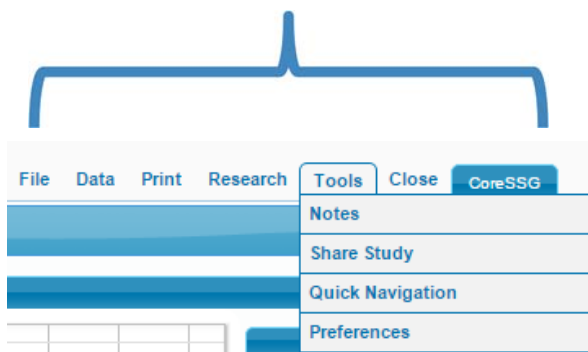 File Data Print Research Tools Close CoreSSG
Notes
Share Study
Quick Navigation
Preferences